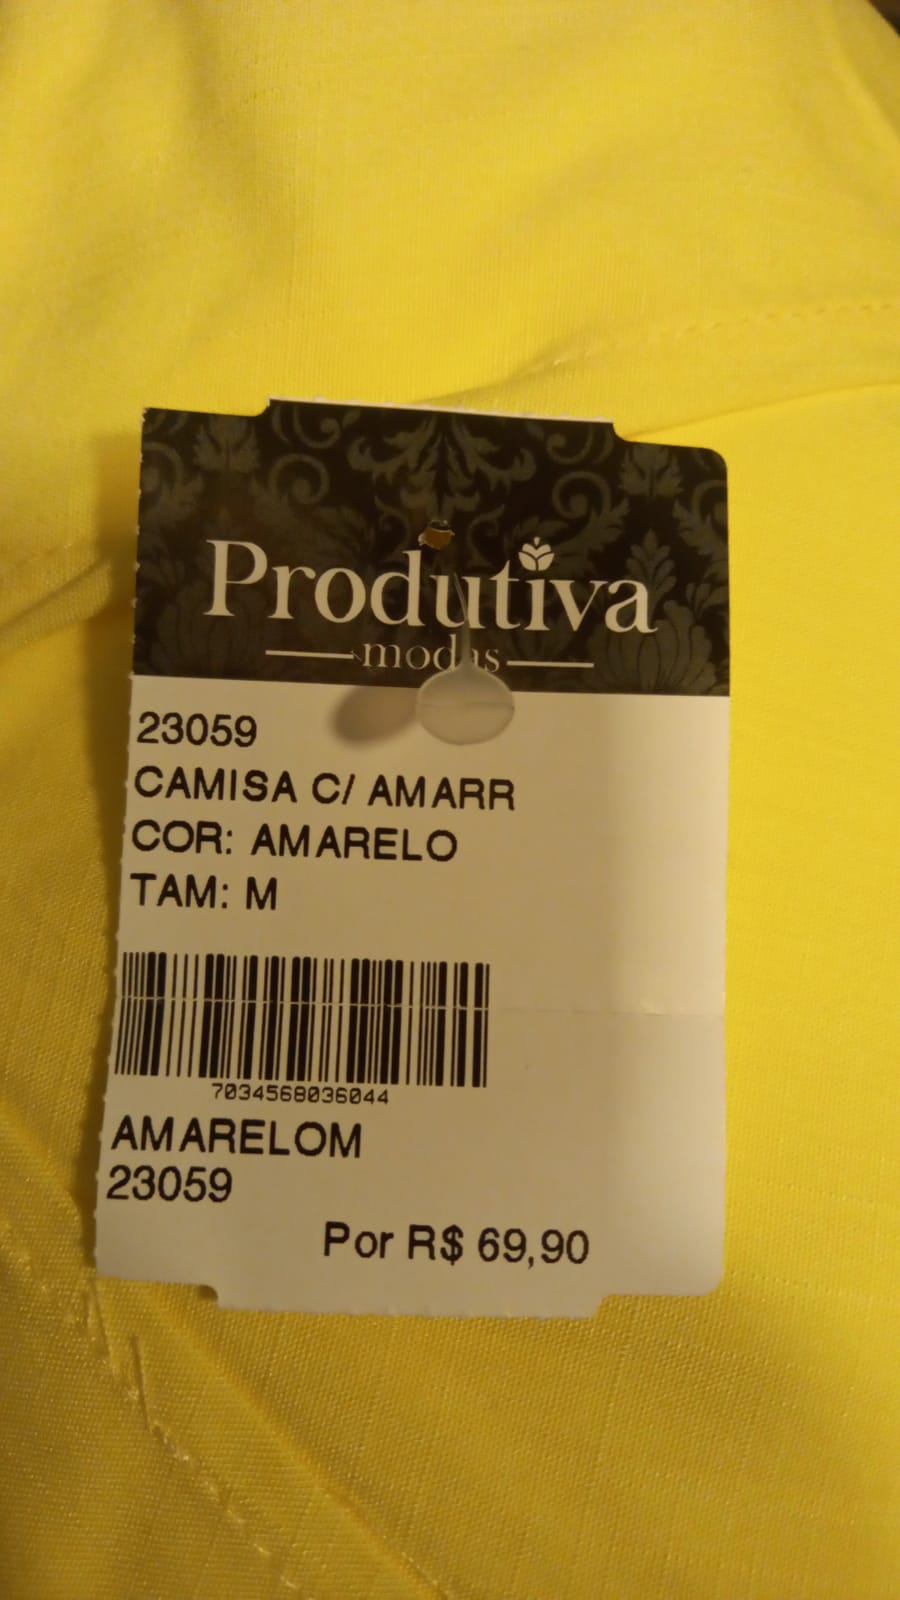 Produtiva
modas
23059
CAMISA C/ AMARR
COR: AMARELO
TAM: M
7034568036044
AMARELOM
23059
Por R$ 69,90